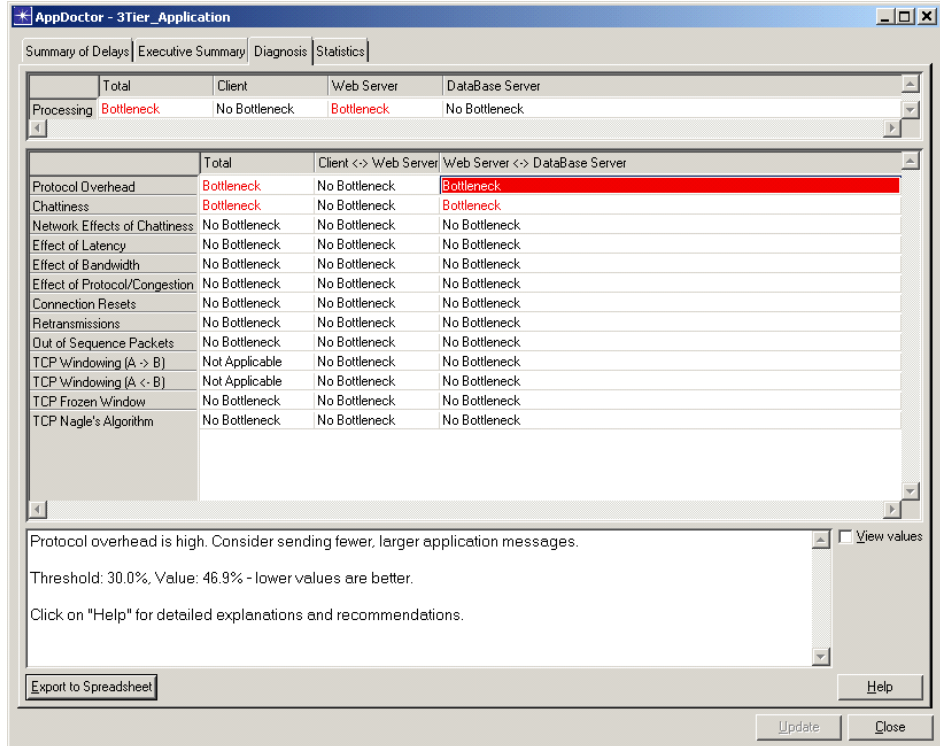 AppDoctor - 3Tier_Application
Summary of Delays Executive Summary Diagnosis Statistics
Total Client Web Server DataBase Server
Processing Bottleneck No Bottleneck Bottleneck No Bottleneck
Total Client <-> Web Server Web Server <-> DataBase Server
Protocol Overhead Bottleneck No Bottleneck Bottleneck
Chattiness Bottleneck No Bottleneck Bottleneck
Network Effects of Chattiness No Bottleneck No Bottleneck No Bottleneck
Effect of Latency No Bottleneck No Bottleneck No Bottleneck
Effect of Bandwidth No Bottleneck No Bottleneck No Bottleneck
Effect of Protocol/Congestion No Bottleneck No Bottleneck No Bottleneck
Connection Resets No Bottleneck No Bottleneck No Bottleneck
Retransmissions No Bottleneck No Bottleneck No Bottleneck
Out of Sequence Packets No Bottleneck No Bottleneck No Bottleneck
TCP Windowing (A -> B) Not Applicable No Bottleneck No Bottleneck
TCP Windowing (A <- B) Not Applicable No Bottleneck No Bottleneck
TCP Frozen Window No Bottleneck No Bottleneck No Bottleneck
TCP Nagle's Algorithm No Bottleneck No Bottleneck No Bottleneck
Protocol overhead is high. Consider sending fewer, larger application messages.
View values
Threshold: 30.0%, Value: 46.9% - lower values are better.
Click on "Help" for detailed explanations and recommendations.
Export to Spreadsheet Help
Update Close